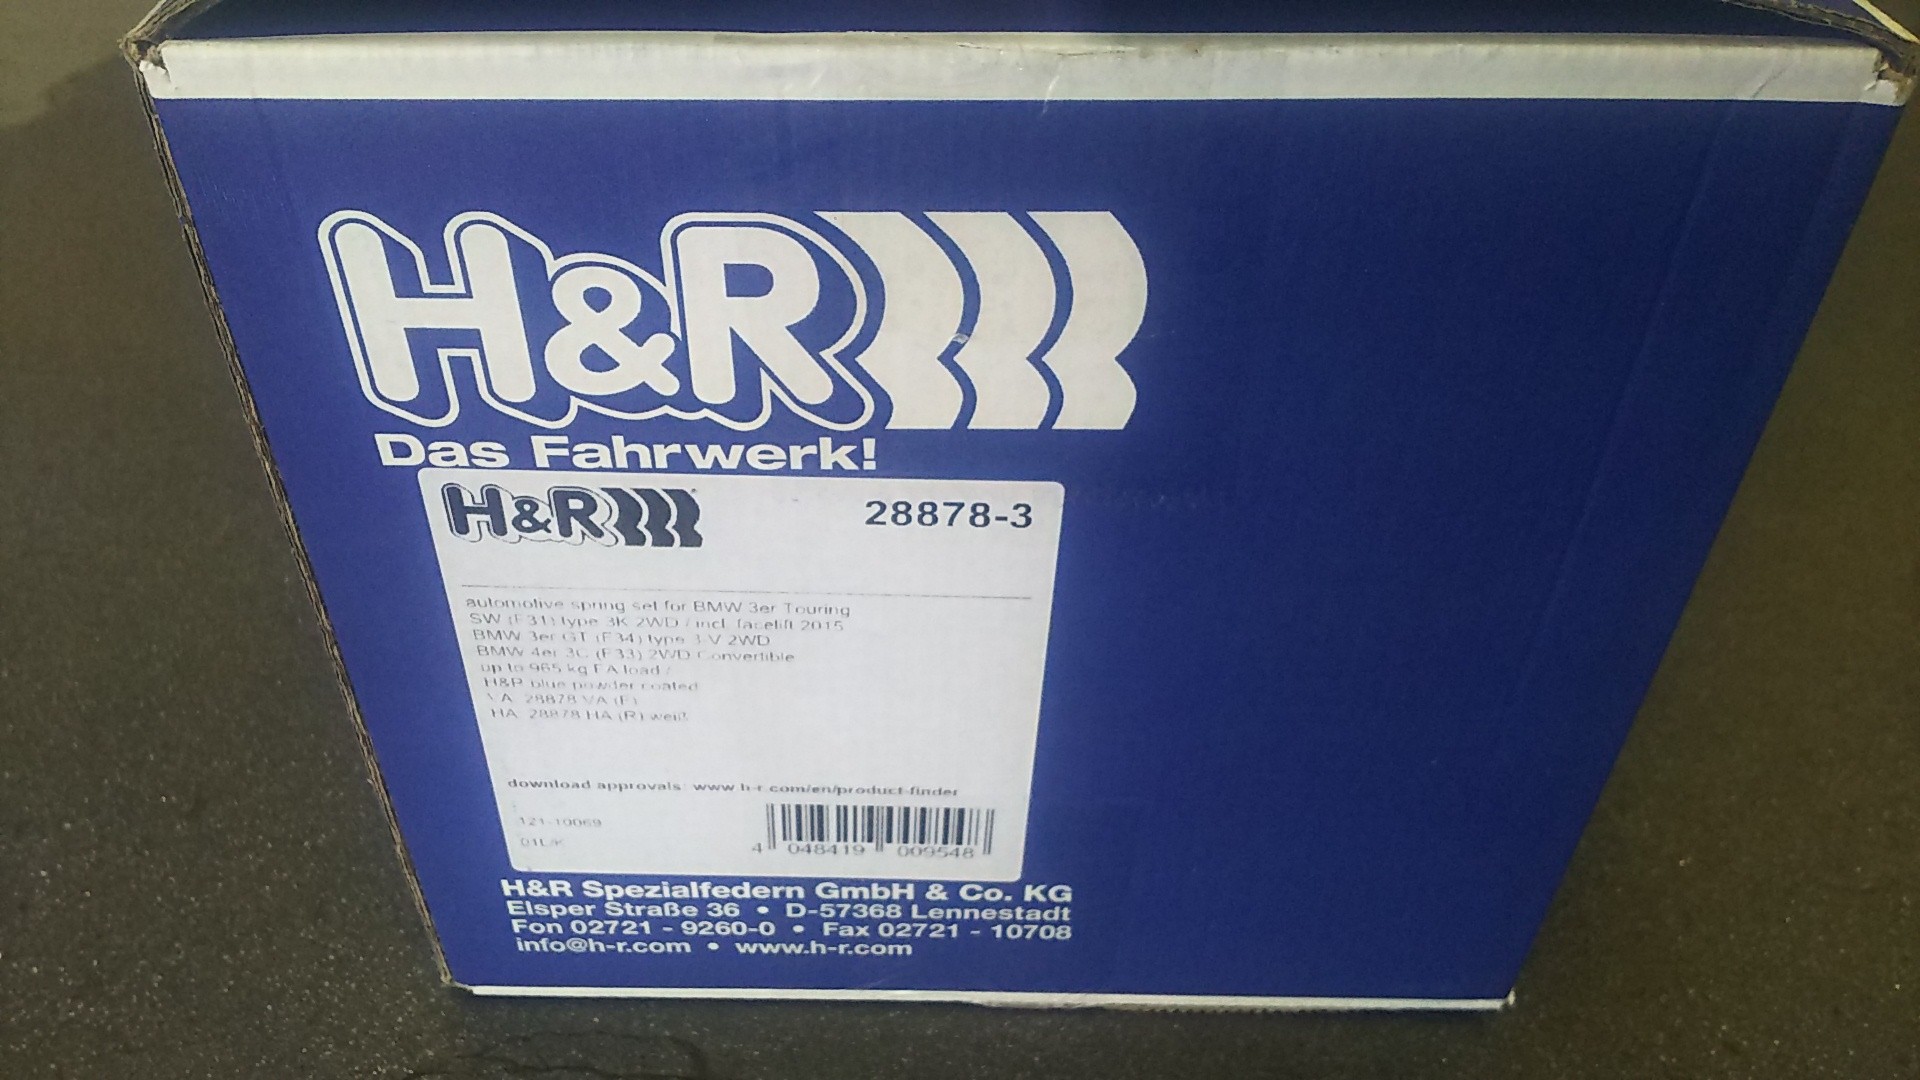 H&R
Das Fahrwerk!
H&R 28878-3
automotive spring set for BMW 3er Touring
SW (F31) type 3K 2WD / incl. facelift 2015
BMW 3er GT (F34) type 3-V 2WD
BMW 4er 3C (F33) 2WD Convertible
up to 965 kg FA load /
H&R blue powder coated
VA 28878 VA (F)
HA 28878 HA (R) weiß
download approvals: www.h-r.com/en/product-finder
121-10069
4 048419 009548
H&R Spezialfedern GmbH & Co. KG
Elsper Straße 36 • D-57368 Lennestadt
Fon 02721 - 9260-0 • Fax 02721 - 10708
info@h-r.com • www.h-r.com